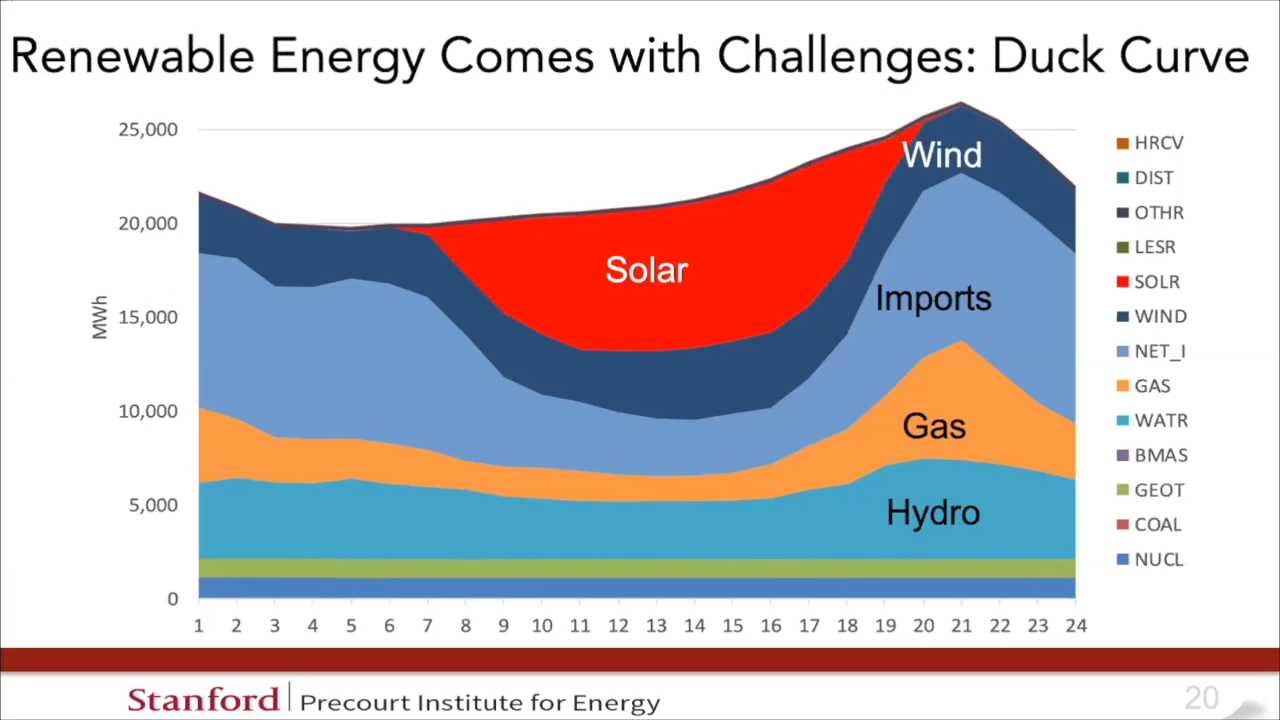 Renewable Energy Comes with Challenges: Duck Curve
MWh
25,000
20,000
15,000
10,000
5,000
0
1 2 3 4 5 6 7 8 9 10 11 12 13 14 15 16 17 18 19 20 21 22 23 24
Wind
Solar
Imports
Gas
Hydro
HRCV
DIST
OTHR
LESR
SOLR
WIND
NET_I
GAS
WATR
BMAS
GEOT
COAL
NUCL
Stanford | Precourt Institute for Energy
20